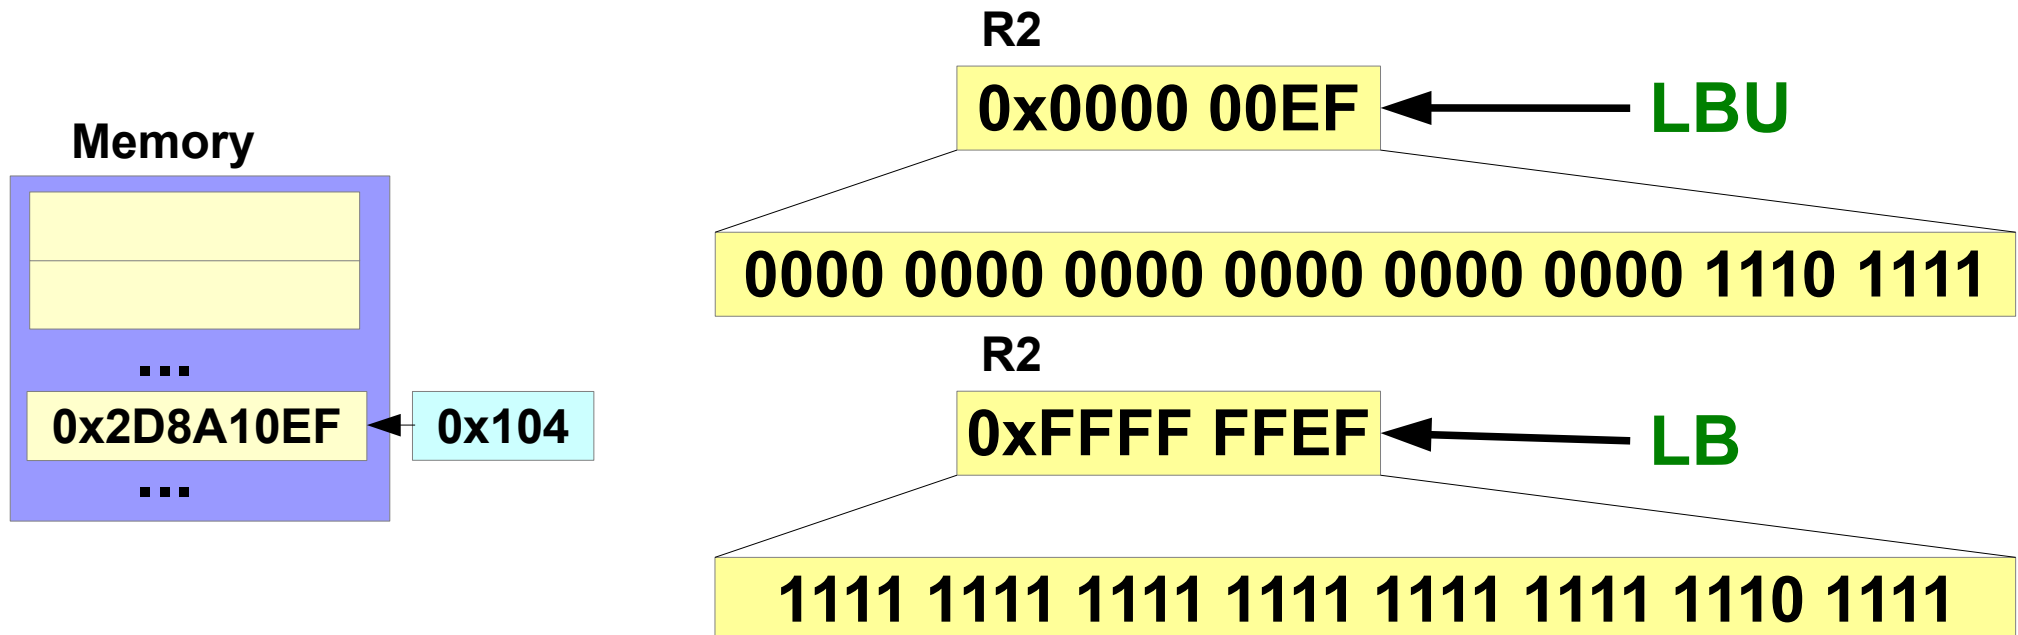 Memory
...
0x2D8A10EF
0x104
...
R2
0x0000 00EF
LBU
0000 0000 0000 0000 0000 0000 1110 1111
R2
0xFFFF FFEF
LB
1111 1111 1111 1111 1111 1111 1110 1111